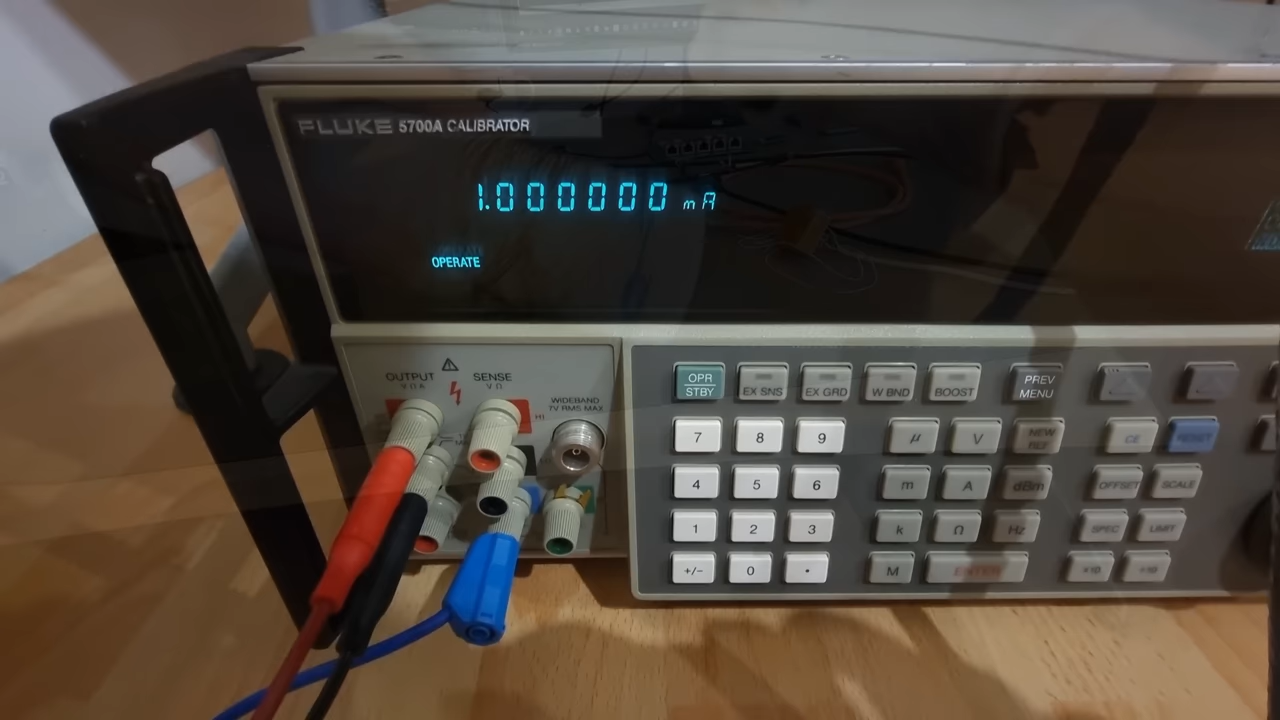 FLUKE 5700A CALIBRATOR
1.000000 mA
OPERATE
OUTPUT
V Ω A
SENSE
V Ω
WIDEBAND
7V RMS MAX
HI
OPR
STBY
EX SNS
EX GRD
W BND
BOOST
PREV
MENU
7
8
9
µ
V
NEW
REF
CE
RESET
4
5
6
m
A
dBm
OFFSET
SCALE
1
2
3
k
Ω
Hz
SPEC
LIMIT
+/-
0
•
M
ENTER
×10
÷10